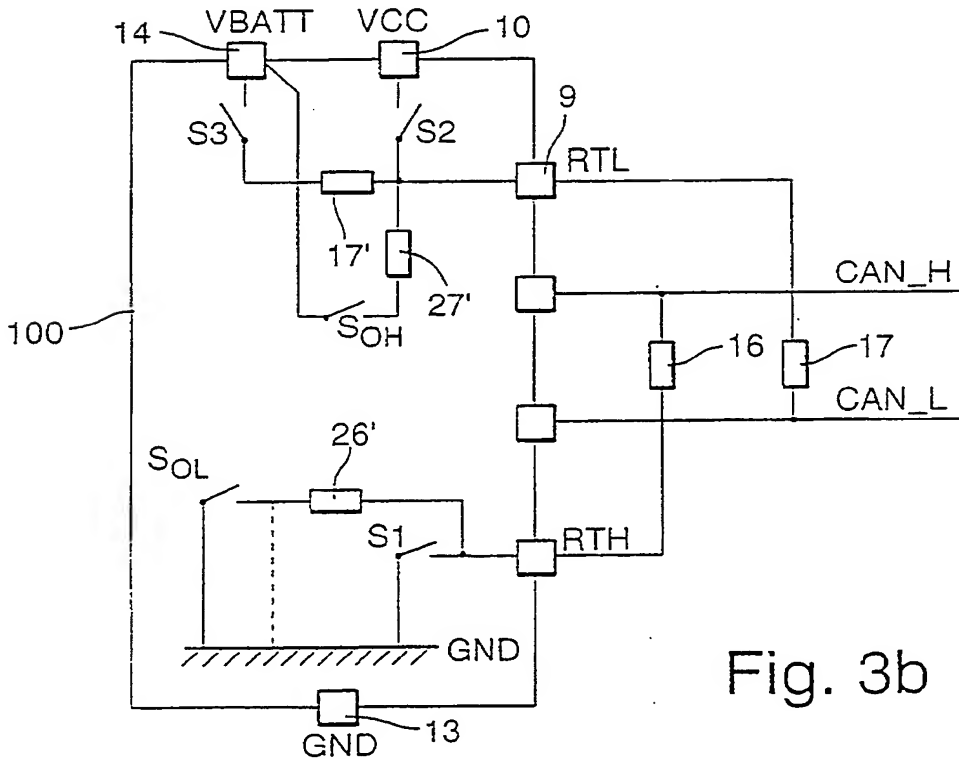 14
VBATT
VCC
10
S3
S2
9
RTL
17'
27'
SOH
CAN_H
100
16
17
CAN_L
26'
SOL
S1
RTH
GND
Fig. 3b
13
GND